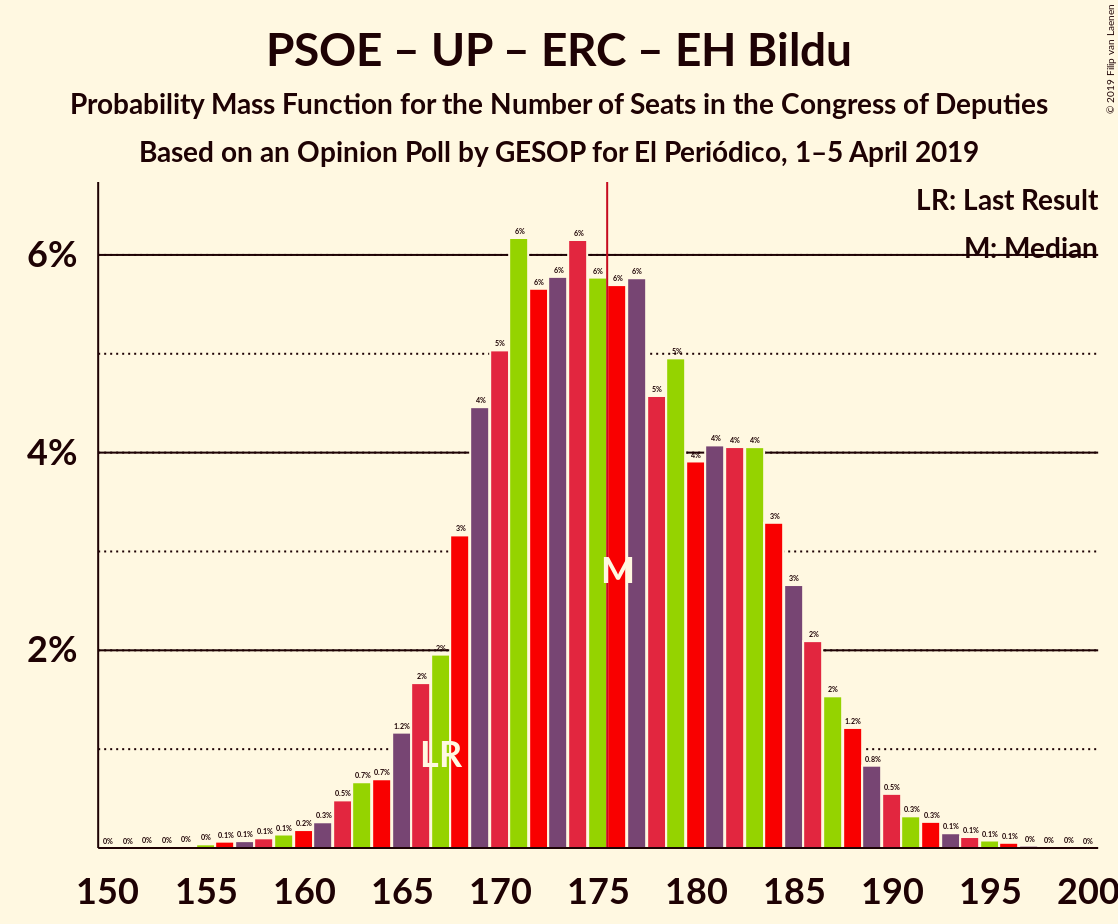 PSOE – UP – ERC – EH Bildu
Probability Mass Function for the Number of Seats in the Congress of Deputies
Based on an Opinion Poll by GESOP for El Periódico, 1–5 April 2019
© 2019 Filip van Laenen
LR: Last Result
M: Median
6%
4%
2%
0% 0% 0% 0% 0% 0% 0.1% 0.1% 0.1% 0.1% 0.2% 0.3% 0.5% 0.7% 0.7% 1.2% 2% 2% 3% 4% 5% 6% 6% 6% 6% 6% 6% 6% 5% 5% 4% 4% 4% 4% 3% 3% 2% 2% 1.2% 0.8% 0.5% 0.3% 0.3% 0.1% 0.1% 0.1% 0.1% 0% 0% 0% 0%
M
LR
150 155 160 165 170 175 180 185 190 195 200